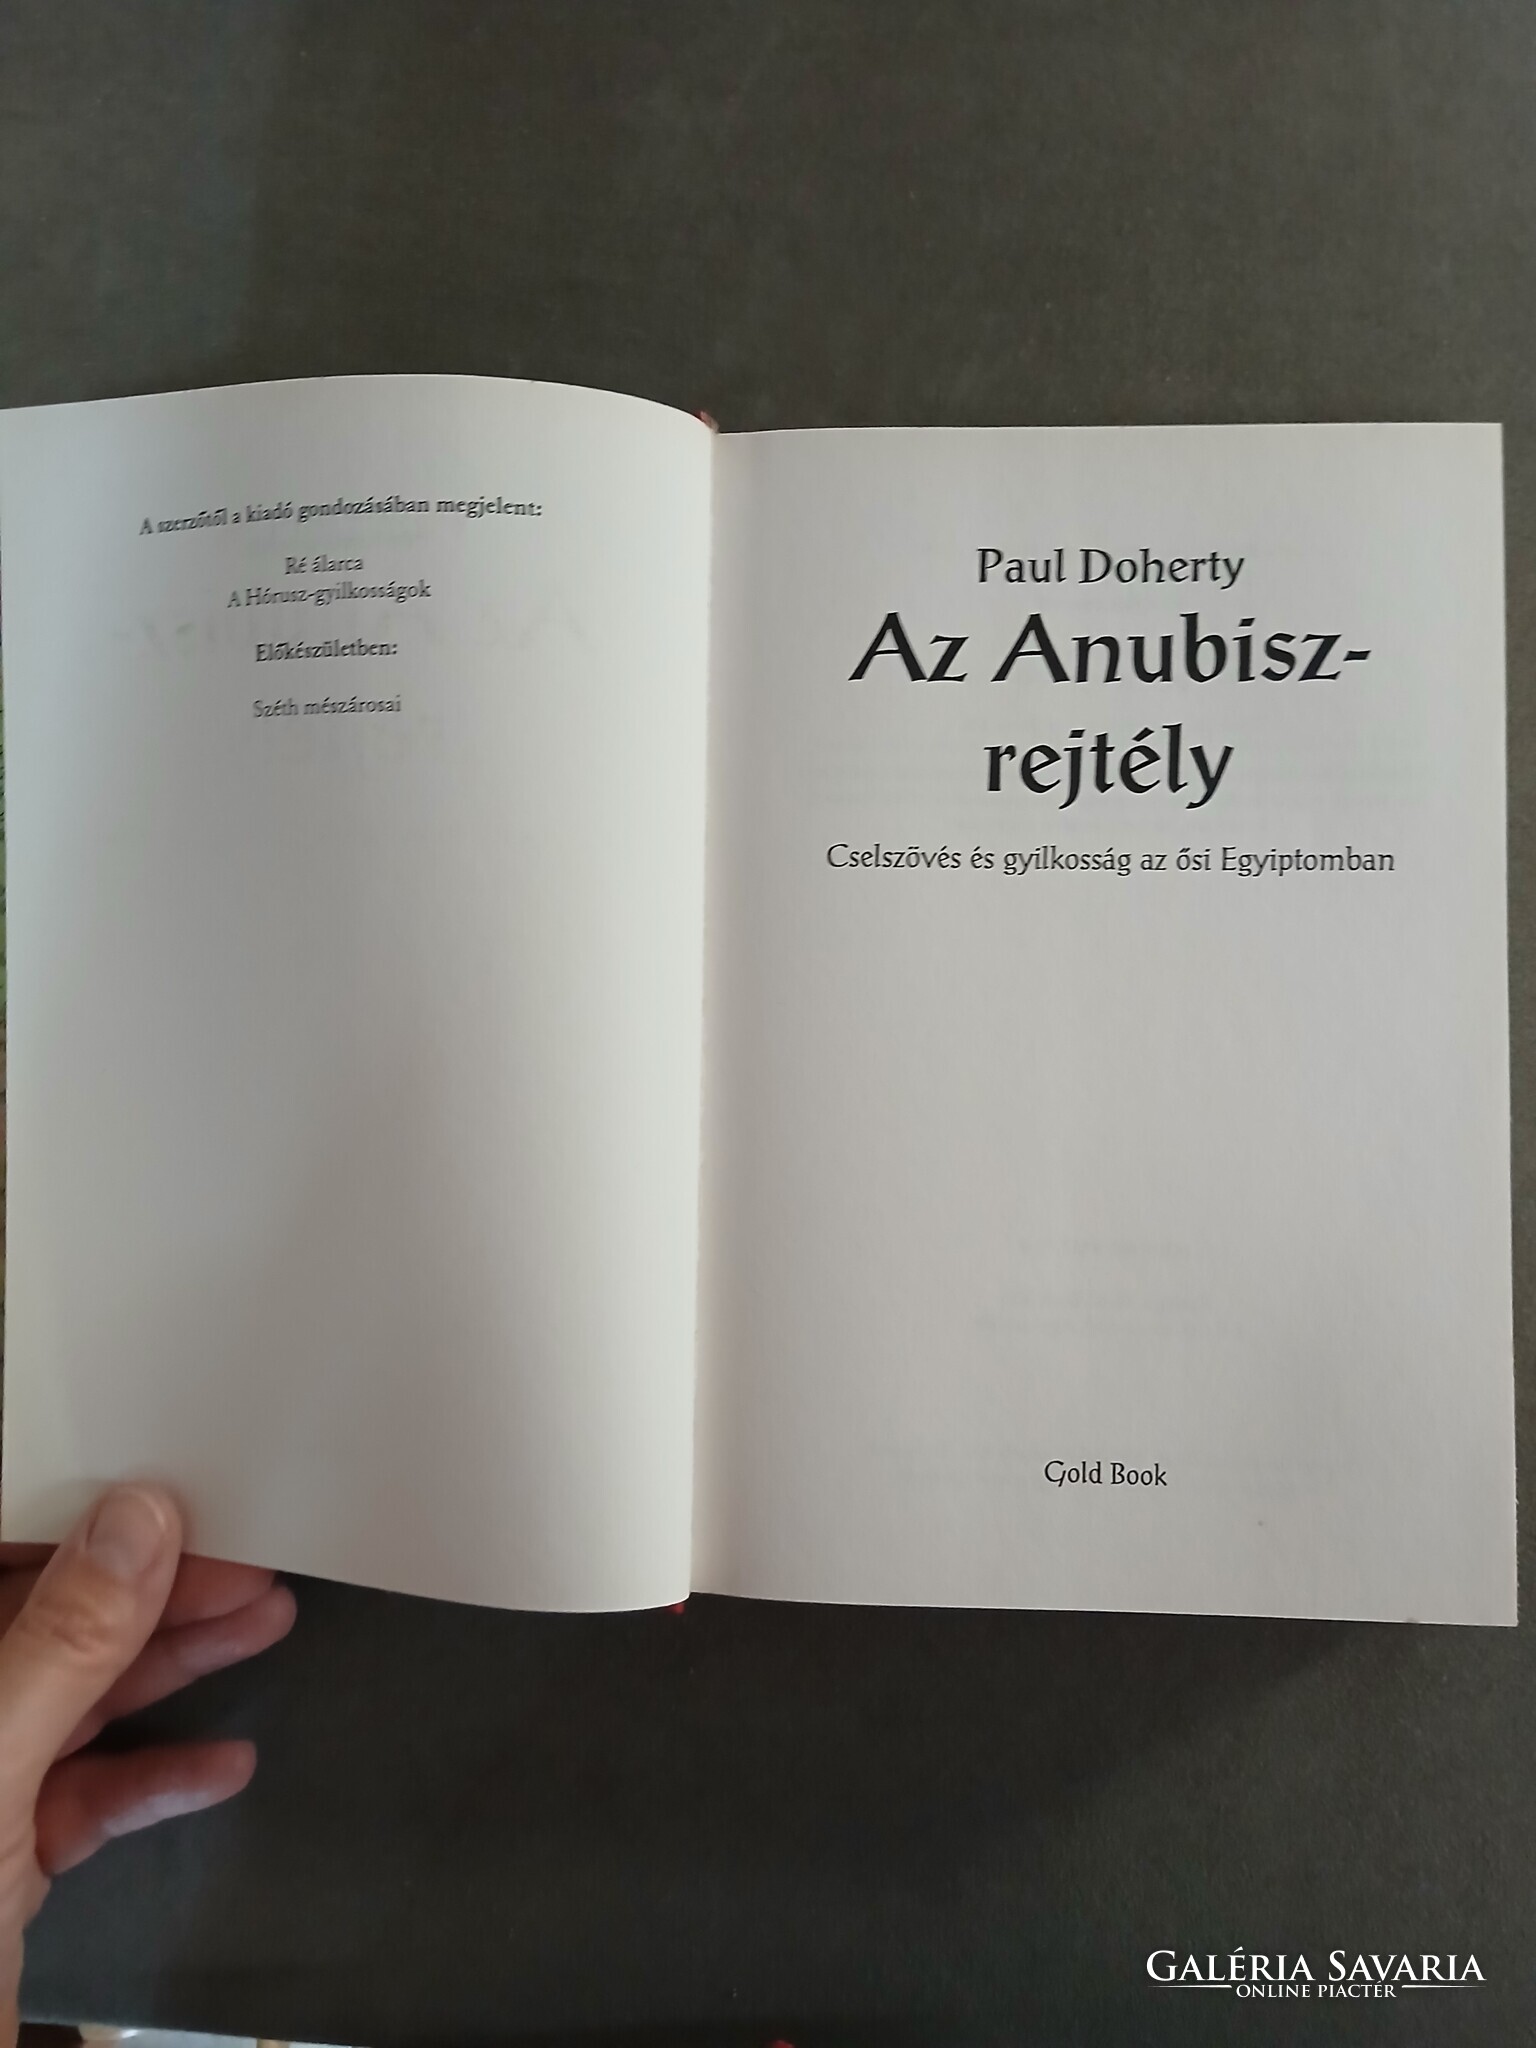 A szerzőtől a kiadó gondozásában megjelent:
Ré álarca
A Hórusz-gyilkosságok
Előkészületben:
Széth mészárosai
Paul Doherty
Az Anubisz-
rejtély
Cselszövés és gyilkosság az ősi Egyiptomban
Gold Book
GALÉRIA SAVARIA
ONLINE PIACTÉR